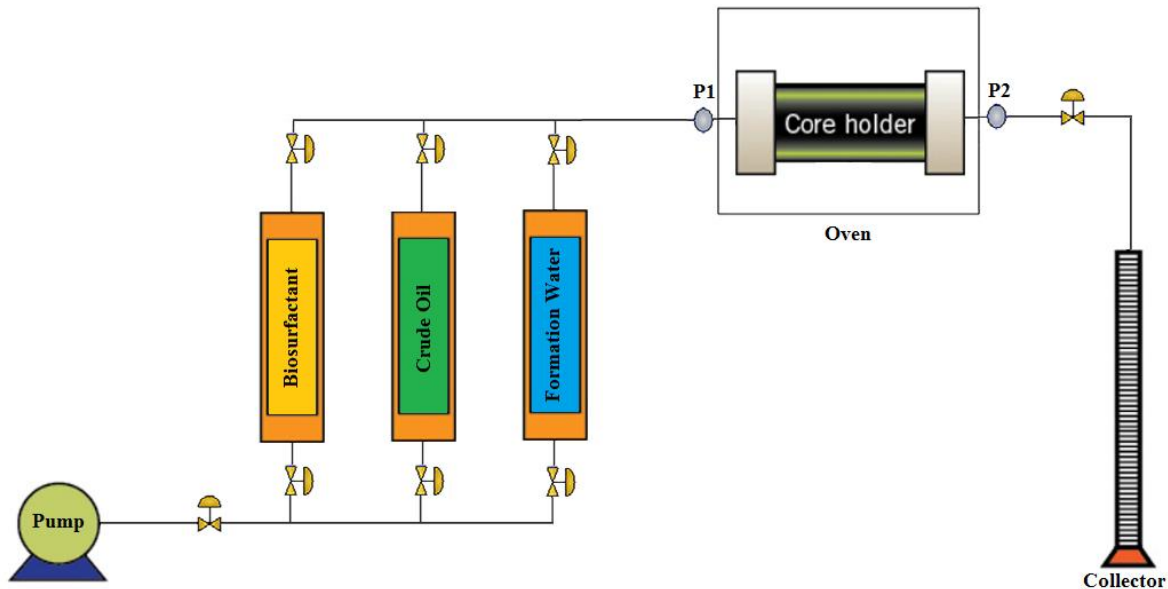 P1
P2
Core holder
Oven
Biosurfactant
Crude Oil
Formation Water
Pump
Collector